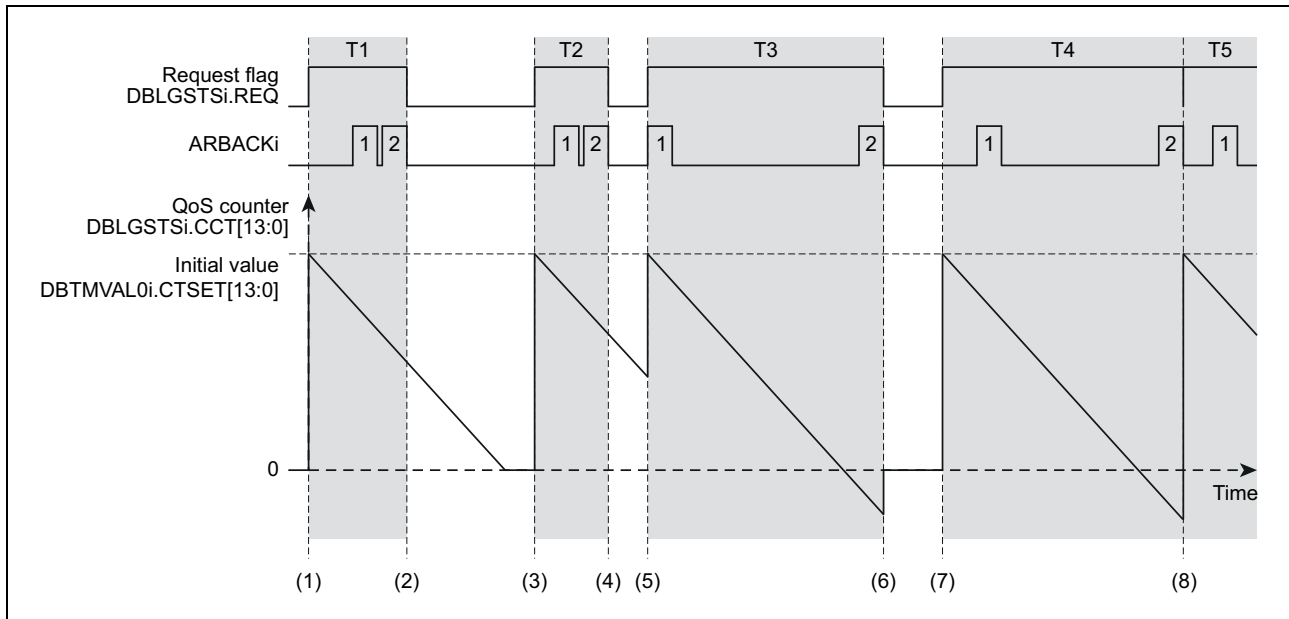 T1 T2 T3 T4 T5
Request flag
DBLGSTSi.REQ
ARBACKi 1 2 1 2 1 2 1 2 1
QoS counter
DBLGSTSi.CCT[13:0]
Initial value
DBTMVAL0i.CTSET[13:0]
0
Time
(1) (2) (3) (4) (5) (6) (7) (8)